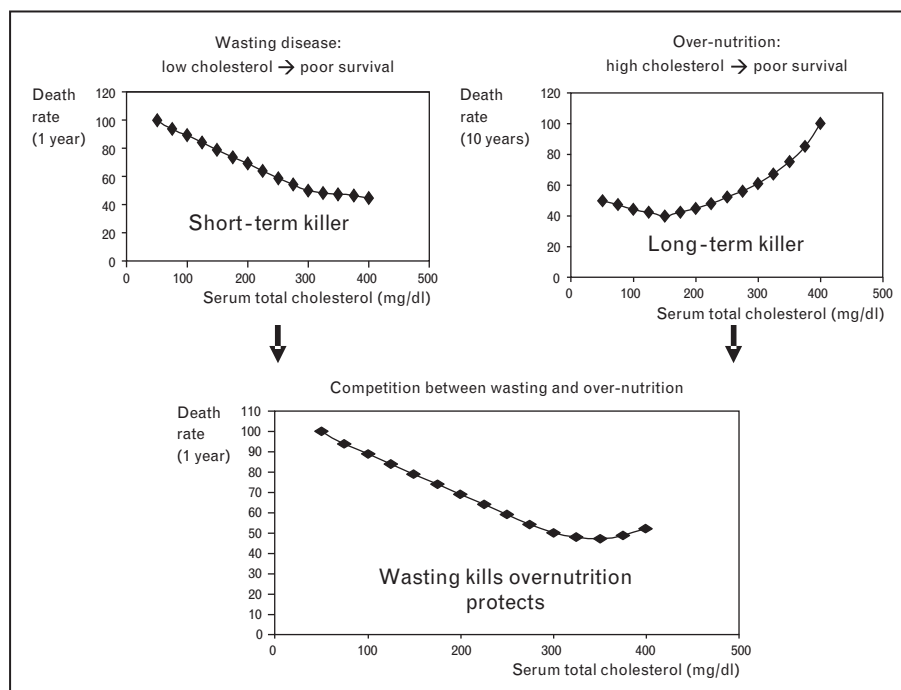 Wasting disease:
low cholesterol → poor survival
Death
rate
(1 year)
120
100
80
60
40
20
0
Short-term killer
0
100
200
300
400
500
Serum total cholesterol (mg/dl)
Over-nutrition:
high cholesterol → poor survival
Death
rate
(10 years)
120
100
80
60
40
20
0
Long-term killer
0
100
200
300
400
500
Serum total cholesterol (mg/dl)
Competition between wasting and over-nutrition
Death
rate
(1 year)
110
100
90
80
70
60
50
40
30
20
10
0
Wasting kills overnutrition
protects
0
100
200
300
400
500
Serum total cholesterol (mg/dl)